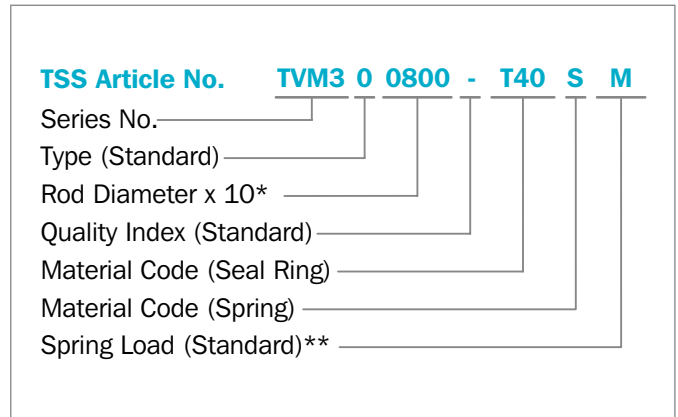 TSS Article No. TVM3 0 0800 - T40 S M
Series No.
Type (Standard)
Rod Diameter x 10*
Quality Index (Standard)
Material Code (Seal Ring)
Material Code (Spring)
Spring Load (Standard)**